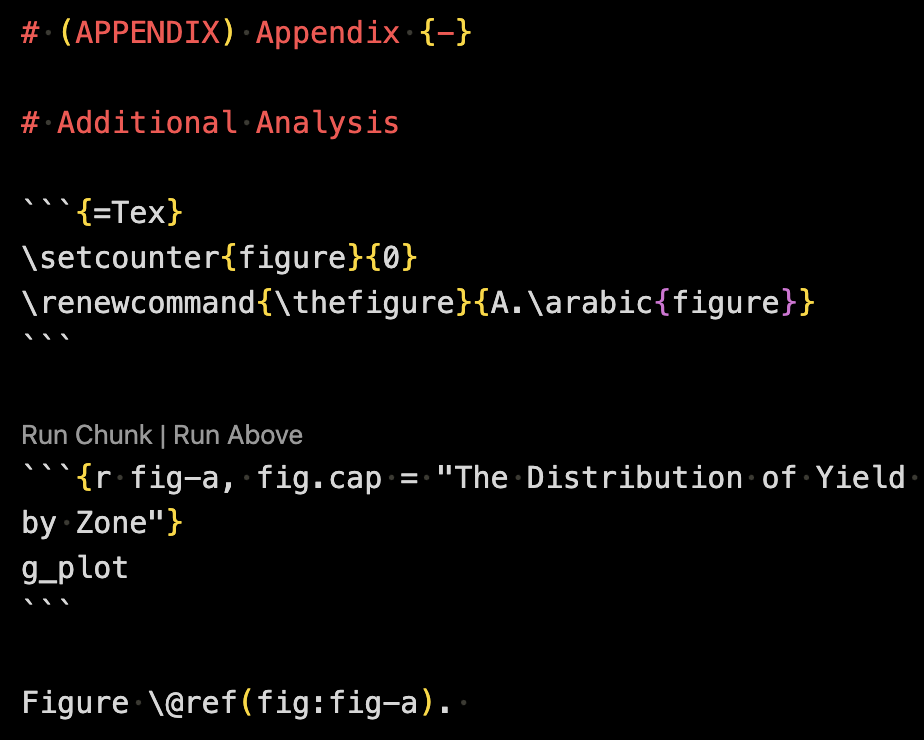 # (APPENDIX) Appendix {-}
# Additional Analysis
```{=Tex}
\setcounter{figure}{0}
\renewcommand{\thefigure}{A.\arabic{figure}}
```
Run Chunk | Run Above
```{r fig-a, fig.cap = "The Distribution of Yield
by Zone"}
g_plot
```
Figure \@ref(fig:fig-a).